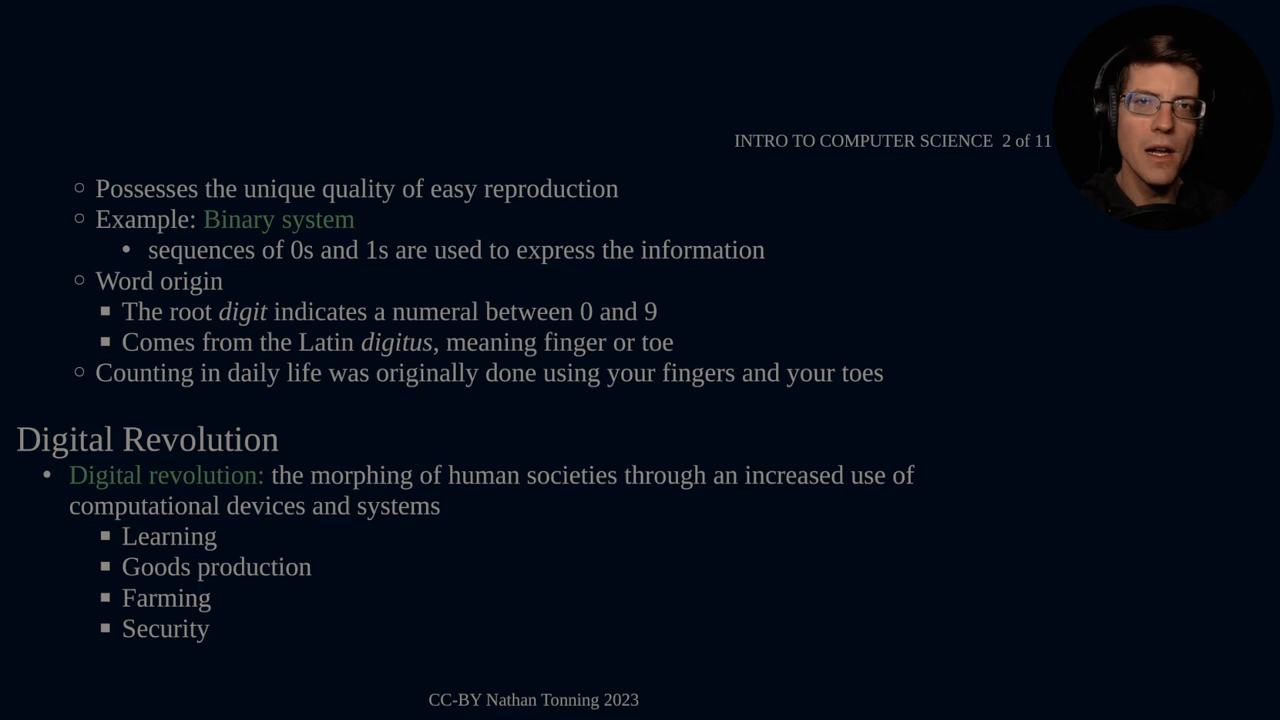 INTRO TO COMPUTER SCIENCE 2 of 11
Possesses the unique quality of easy reproduction
Example: Binary system
sequences of 0s and 1s are used to express the information
Word origin
The root digit indicates a numeral between 0 and 9
Comes from the Latin digitus, meaning finger or toe
Counting in daily life was originally done using your fingers and your toes
Digital Revolution
Digital revolution: the morphing of human societies through an increased use of
computational devices and systems
Learning
Goods production
Farming
Security
CC-BY Nathan Tonning 2023